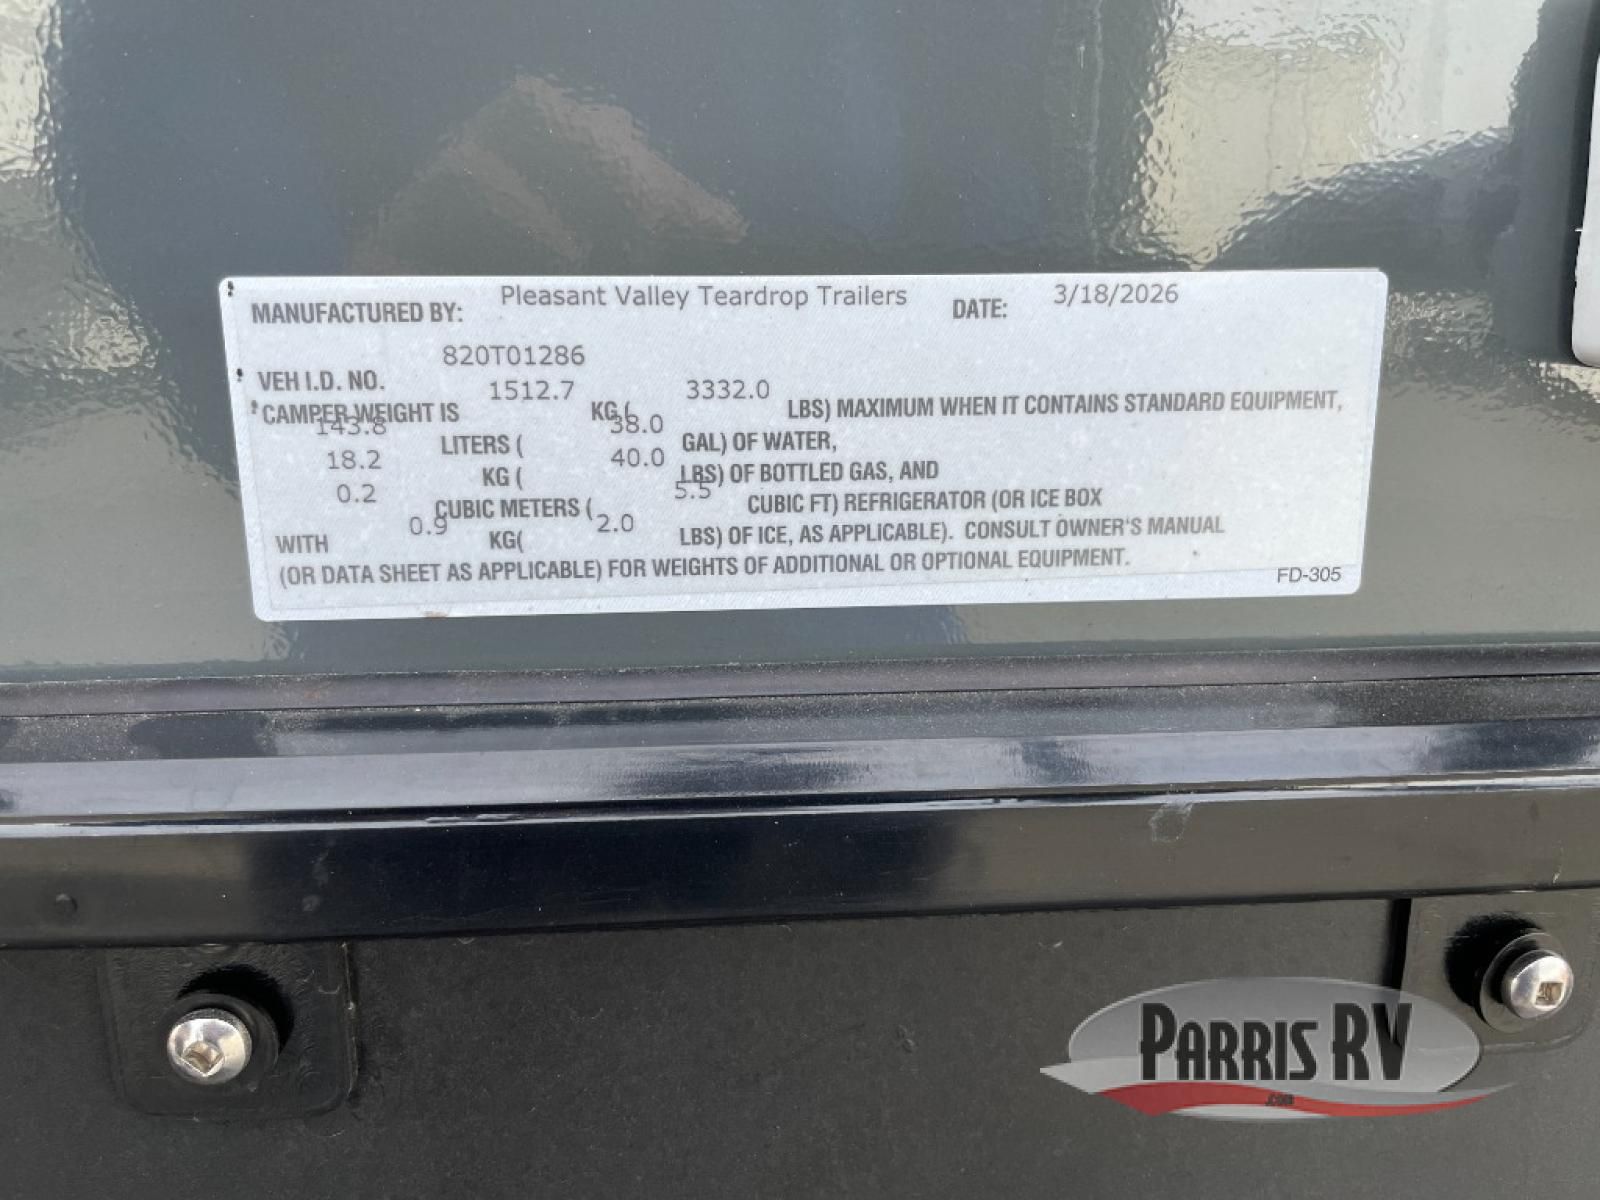 MANUFACTURED BY: Pleasant Valley Teardrop Trailers DATE: 3/18/2026
VEH I.D. NO. 820T01286
CAMPER WEIGHT IS 1512.7 KG ( 3332.0 LBS) MAXIMUM WHEN IT CONTAINS STANDARD EQUIPMENT,
143.8 LITERS ( 38.0 GAL) OF WATER,
18.2 KG ( 40.0 LBS) OF BOTTLED GAS, AND
0.2 CUBIC METERS ( 5.5 CUBIC FT) REFRIGERATOR (OR ICE BOX
WITH 0.9 KG( 2.0 LBS) OF ICE, AS APPLICABLE). CONSULT OWNER'S MANUAL
(OR DATA SHEET AS APPLICABLE) FOR WEIGHTS OF ADDITIONAL OR OPTIONAL EQUIPMENT.
FD-305
PARRIS RV
.com